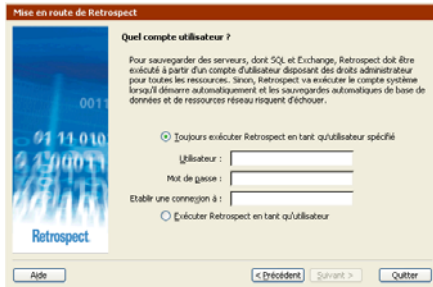 Mise en route de Retrospect
Quel compte utilisateur ?
Pour sauvegarder des serveurs, dont SQL et Exchange, Retrospect doit être
exécuté à partir d'un compte d'utilisateur disposant des droits administrateur
pour toutes les ressources. Sinon, Retrospect va exécuter le compte système
lorsqu'il démarre automatiquement et les sauvegardes automatiques de base de
données et de ressources réseau risquent d'échouer.
Toujours exécuter Retrospect en tant qu'utilisateur spécifié
Utilisateur :
Mot de passe :
Etablir une connexion à :
Exécuter Retrospect en tant qu'utilisateur
0011
01 11 010
Retrospect
Aide
< Précédent
Suivant >
Quitter